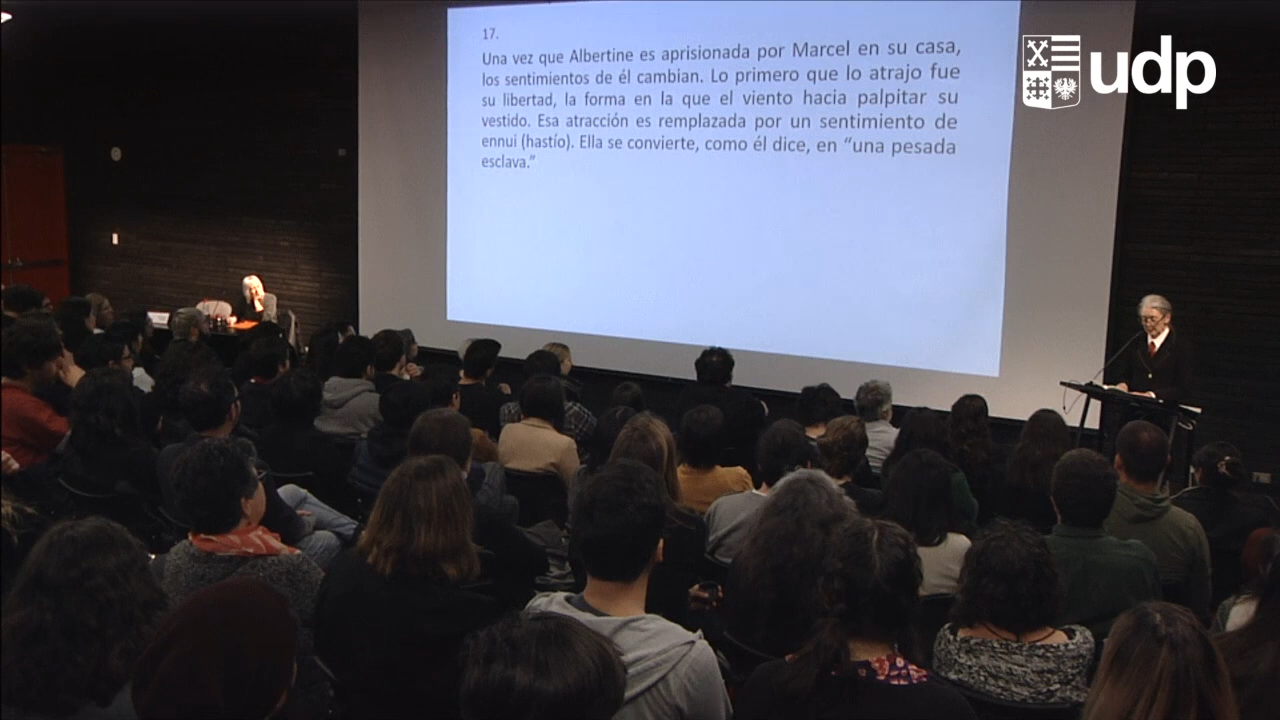 17.
Una vez que Albertine es aprisionada por Marcel en su casa,
los sentimientos de él cambian. Lo primero que lo atrajo fue
su libertad, la forma en la que el viento hacia palpitar su
vestido. Esa atracción es remplazada por un sentimiento de
ennui (hastío). Ella se convierte, como él dice, en “una pesada
esclava.”
udp